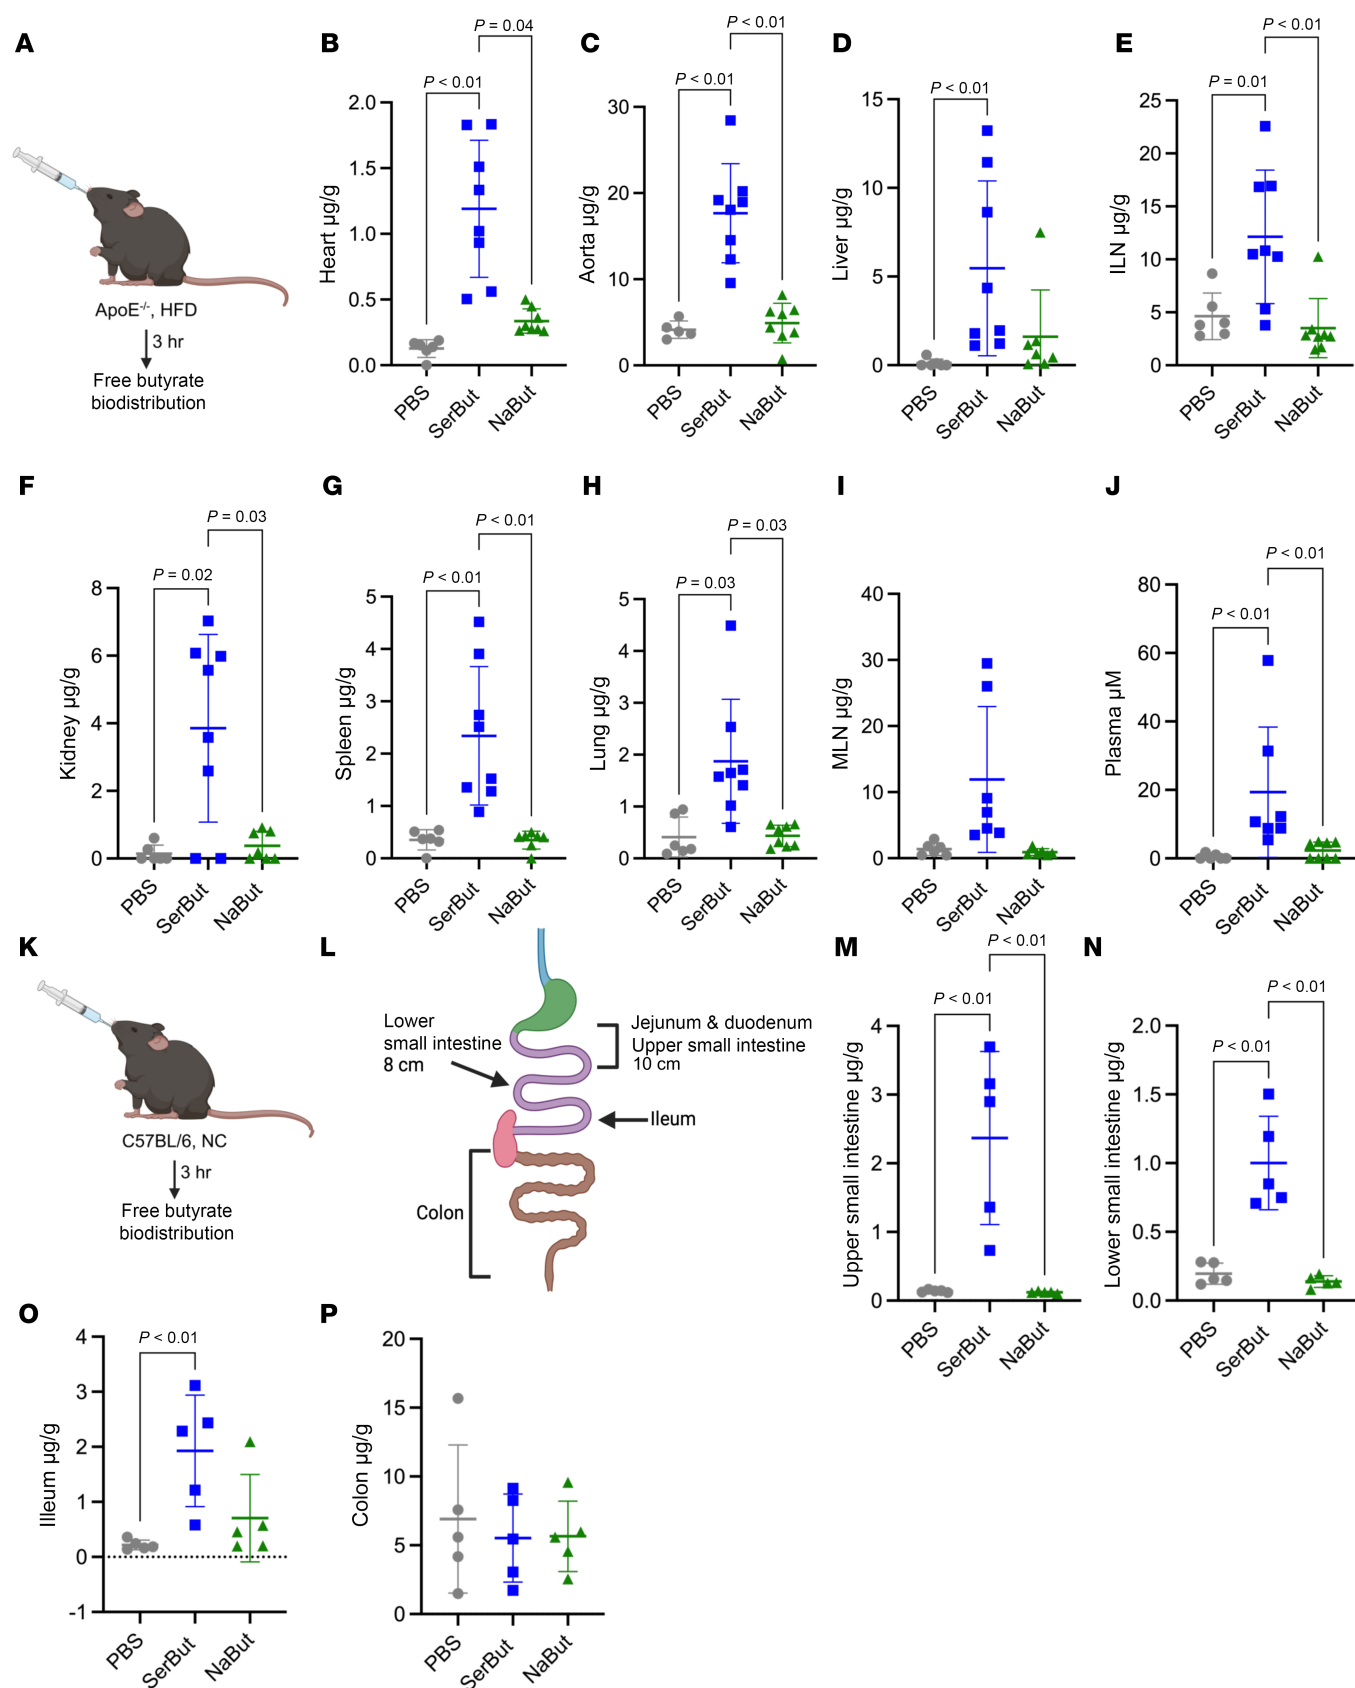 A
ApoE-/-, HFD
3 hr
Free butyrate
biodistribution
B
P = 0.04
P < 0.01
Heart µg/g
2.0
1.5
1.0
0.5
0.0
PBS
SerBut
NaBut
C
P < 0.01
P < 0.01
Aorta µg/g
30
20
10
0
PBS
SerBut
NaBut
D
P < 0.01
Liver µg/g
15
10
5
0
PBS
SerBut
NaBut
E
P < 0.01
P = 0.01
ILN µg/g
25
20
15
10
5
0
PBS
SerBut
NaBut
F
P = 0.03
P = 0.02
Kidney µg/g
8
6
4
2
0
PBS
SerBut
NaBut
G
P < 0.01
P < 0.01
Spleen µg/g
5
4
3
2
1
0
PBS
SerBut
NaBut
H
P = 0.03
P = 0.03
Lung µg/g
5
4
3
2
1
0
PBS
SerBut
NaBut
I
MLN µg/g
40
30
20
10
0
PBS
SerBut
NaBut
J
P < 0.01
P < 0.01
Plasma µM
80
60
40
20
0
PBS
SerBut
NaBut
K
C57BL/6, NC
3 hr
Free butyrate
biodistribution
L
Lower
small intestine
8 cm
Jejunum & duodenum
Upper small intestine
10 cm
Ileum
Colon
M
P < 0.01
P < 0.01
Upper small intestine µg/g
4
3
2
1
0
PBS
SerBut
NaBut
N
P < 0.01
P < 0.01
Lower small intestine µg/g
2.0
1.5
1.0
0.5
0.0
PBS
SerBut
NaBut
O
P < 0.01
Illeum µg/g
4
3
2
1
0
-1
PBS
SerBut
NaBut
P
Colon µg/g
20
15
10
5
0
PBS
SerBut
NaBut